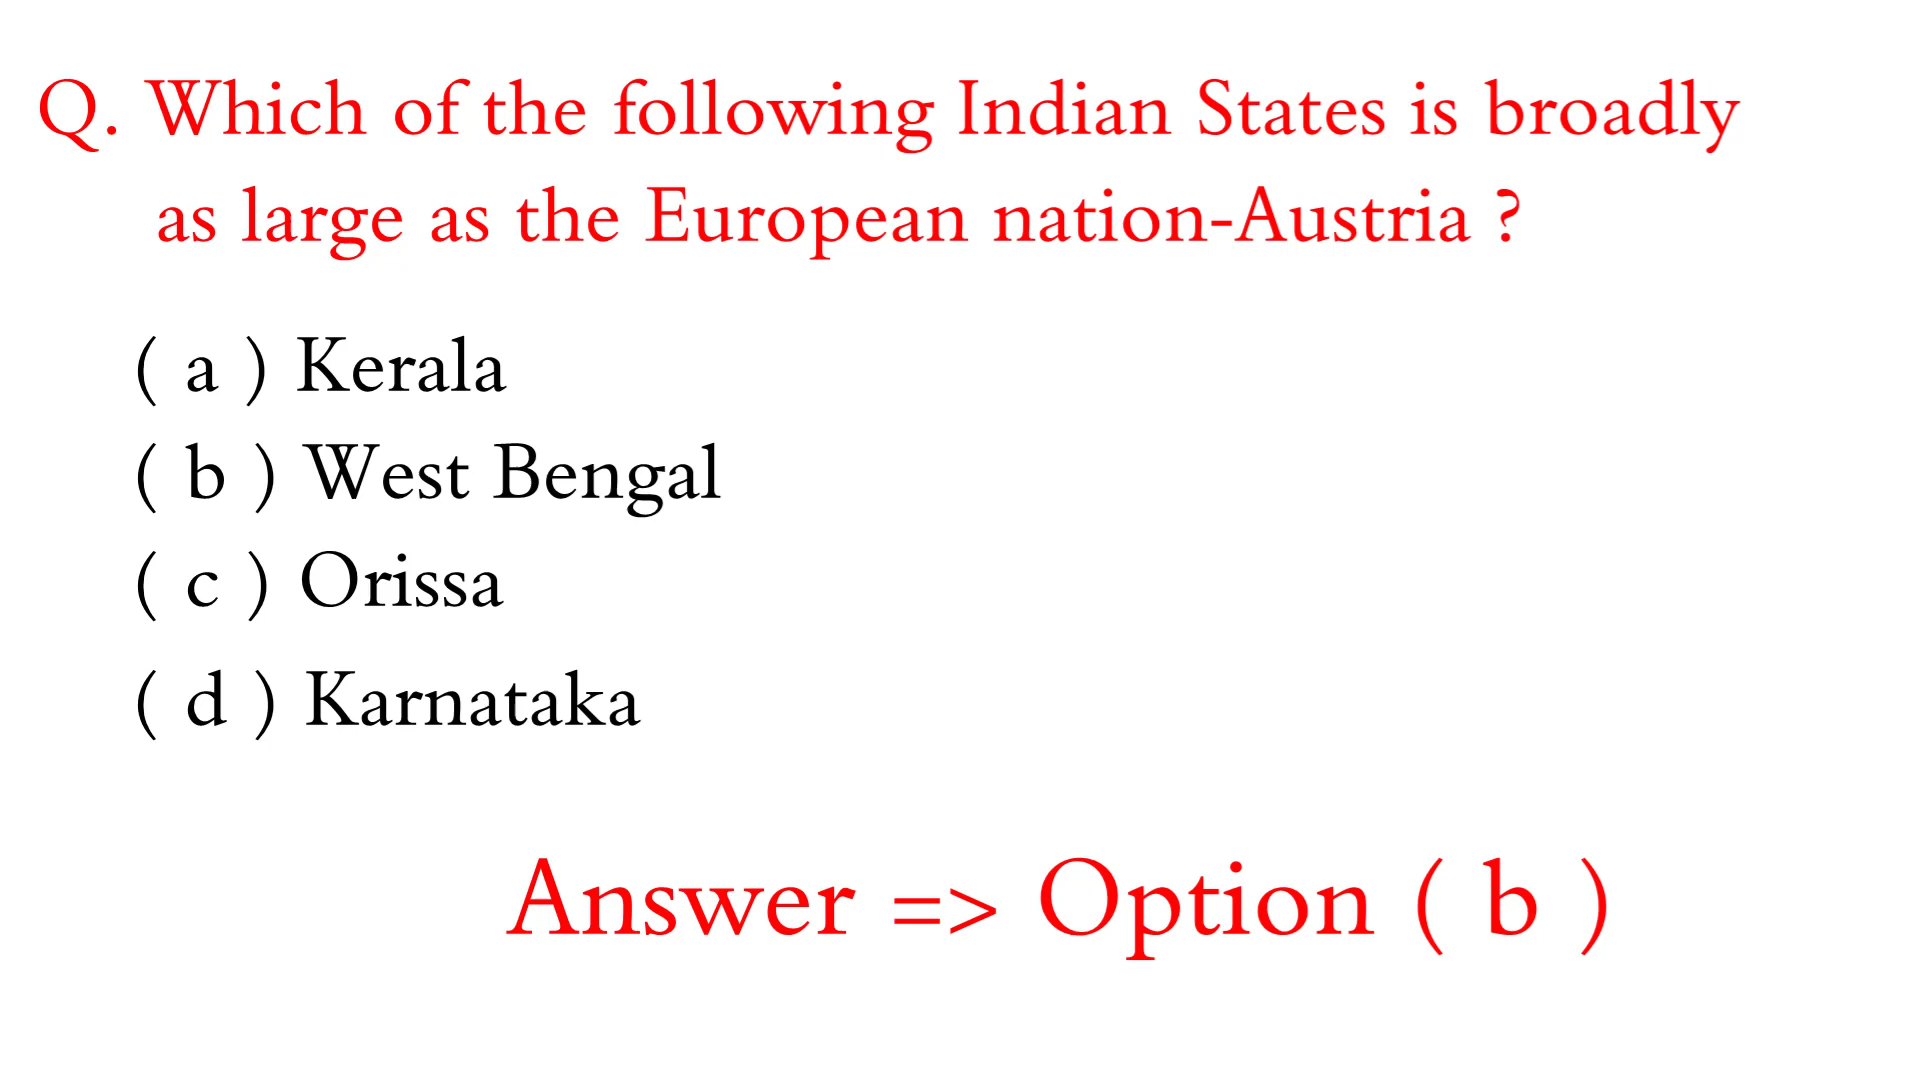 Q. Which of the following Indian States is broadly
as large as the European nation-Austria ?
( a ) Kerala
( b ) West Bengal
( c ) Orissa
( d ) Karnataka
Answer => Option ( b )